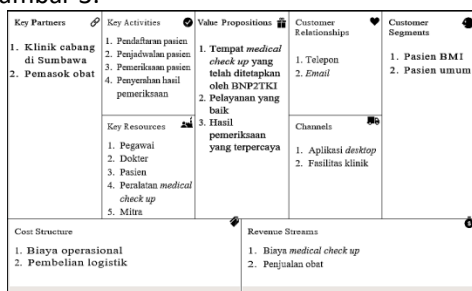 Key Partners
1. Klinik cabang
di Sumbawa
2. Pemasok obat
Key Activities
1. Pendaftaran pasien
2. Penjadwalan pasien
3. Pemeriksaan pasien
4. Penyerahan hasil
pemeriksaan
Key Resources
1. Pegawai
2. Dokter
3. Pasien
4. Peralatan medical
check up
5. Mitra
Value Propositions
1. Tempat medical
check up yang
telah ditetapkan
oleh BNP2TKI
2. Pelayanan yang
baik
3. Hasil
pemeriksaan
yang terpercaya
Customer
Relationships
1. Telepon
2. Email
Channels
1. Aplikasi desktop
2. Fasilitas klinik
Customer
Segments
1. Pasien BMI
2. Pasien umum
Cost Structure
1. Biaya operasional
2. Pembelian logistik
Revenue Streams
1. Biaya medical check up
2. Penjualan obat